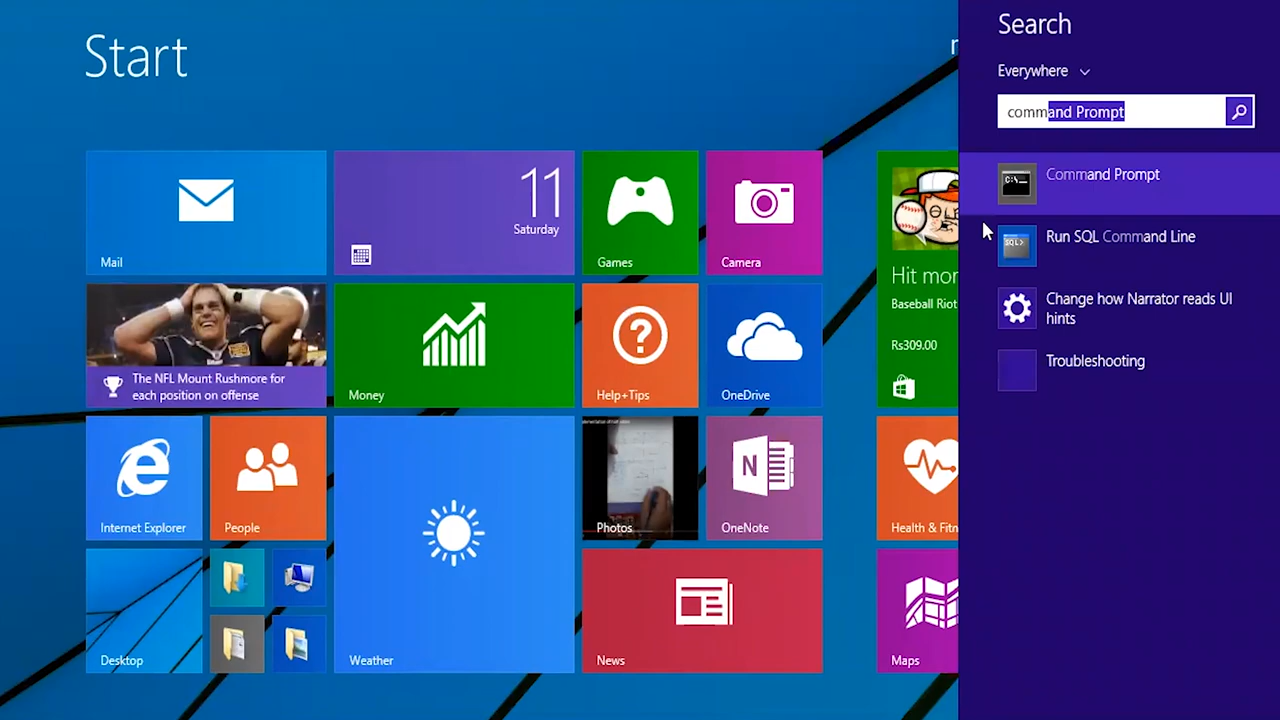 Start
Mail
11
Saturday
Games
Camera
The NFL Mount Rushmore for
each position on offense
Money
Help+Tips
OneDrive
Hit mor
Baseball Riot
Rs309.00
Internet Explorer
People
Photos
N
OneNote
Health & Fitn
Desktop
Weather
News
Maps
Search
Everywhere
command Prompt
C:\
Command Prompt
SQL>
Run SQL Command Line
Change how Narrator reads UI
hints
Troubleshooting